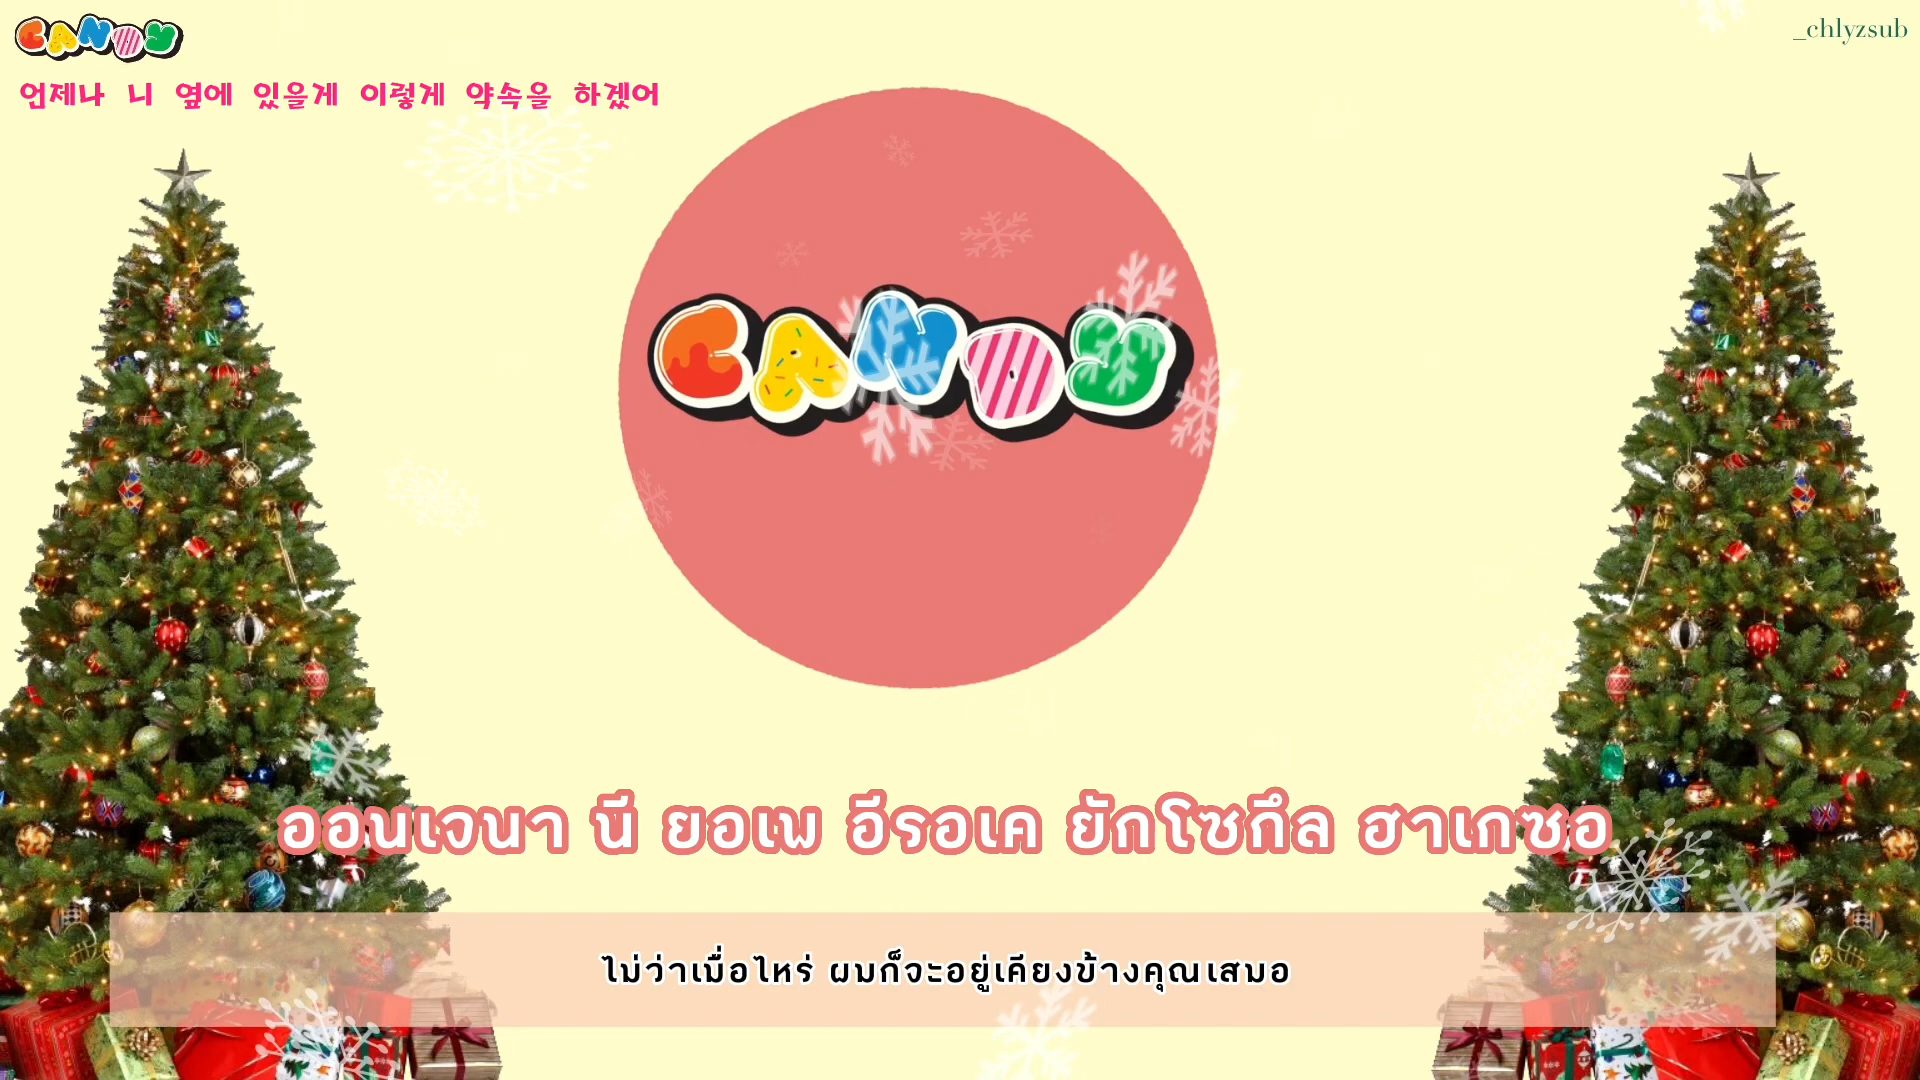 CANDY
_chlyzsub
언제나 니 옆에 있을게 이렇게 약속을 하겠어
CANDY
ออนเจนา นี ยอเพ อีรอเค ยักโซกึล ฮาเกซอ
ไม่ว่าเมื่อไหร่ ผมก็จะอยู่เคียงข้างคุณเสมอ